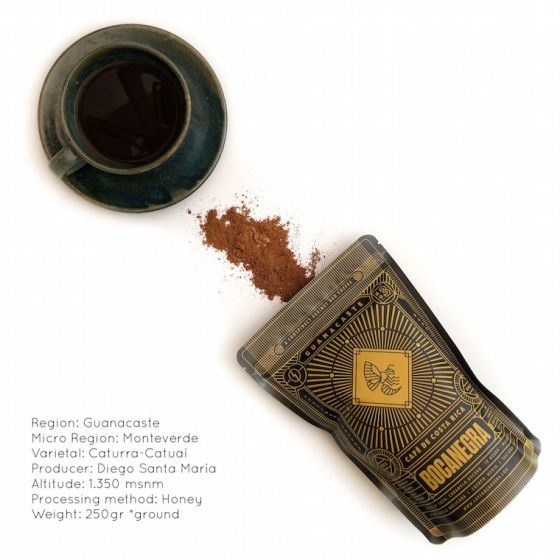 GUANACASTE
CAFÉ DE COSTA RICA
BOCANEGRA
Region: Guanacaste
Micro Region: Monteverde
Varietal: Caturra-Catuaí
Producer: Diego Santa María
Altitude: 1.350 msnm
Processing method: Honey
Weight: 250gr *ground